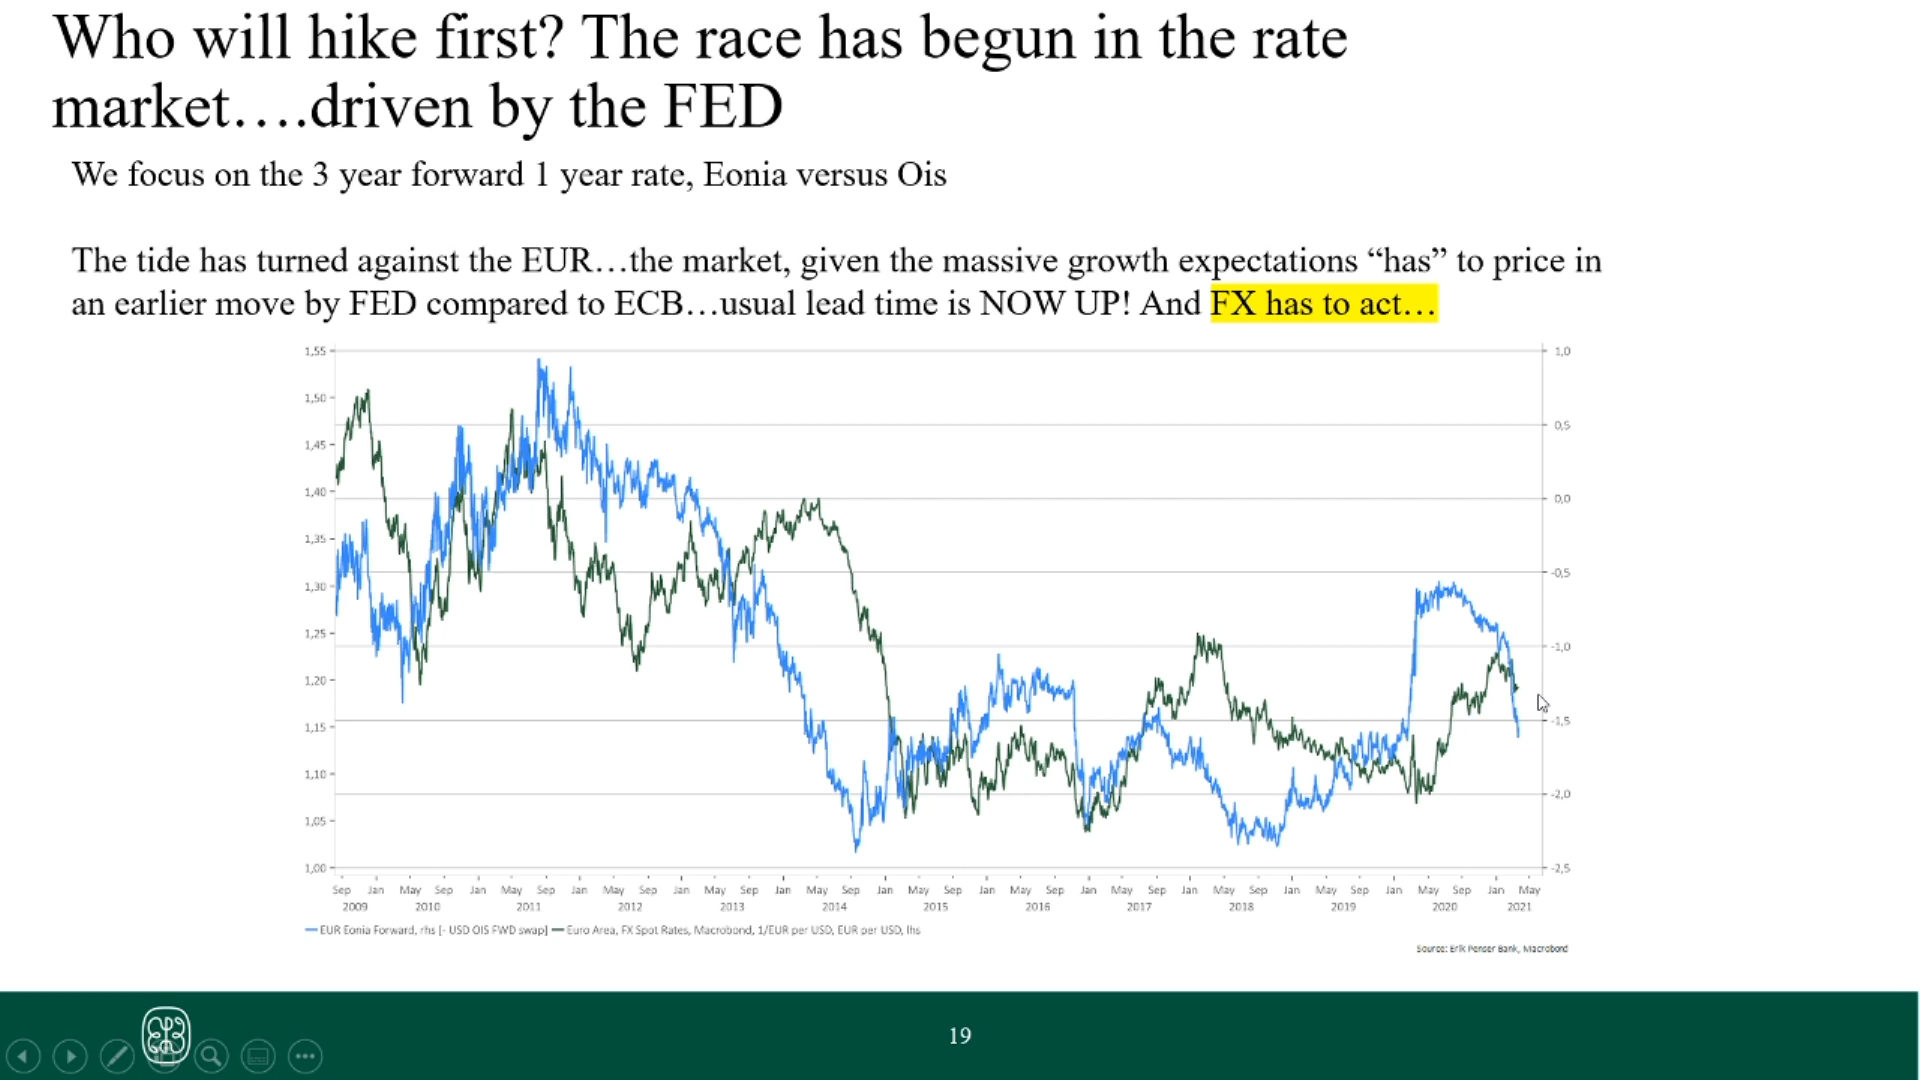 Who will hike first? The race has begun in the rate
market….driven by the FED
We focus on the 3 year forward 1 year rate, Eonia versus Ois
The tide has turned against the EUR…the market, given the massive growth expectations “has” to price in
an earlier move by FED compared to ECB…usual lead time is NOW UP! And FX has to act…
1,55 1,0
1,50
0,5
1,45
1,40 0,0
1,35
-0,5
1,30
1,25
-1,0
1,20
1,15 -1,5
1,10
-2,0
1,05
1,00 -2,5
Sep Jan May Sep Jan May Sep Jan May Sep Jan May Sep Jan May Sep Jan May Sep Jan May Sep Jan May Sep Jan May Sep Jan May Sep Jan May Sep Jan May
2009 2010 2011 2012 2013 2014 2015 2016 2017 2018 2019 2020 2021
EUR Eonia Forward, rhs [- USD OIS FWD swap] Euro Area, FX Spot Rates, Macrobond, 1/EUR per USD, EUR per USD, lhs
Source: Erik Penser Bank, Macrobond
19